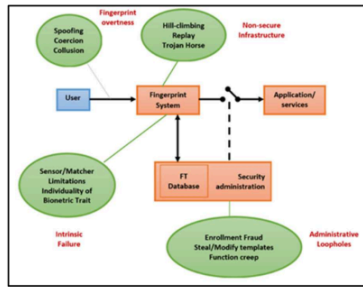 Fingerprint
overtness
Spoofing
Coercion
Collusion
Hill-climbing
Replay
Trojan Horse
Non-secure
Infrastructure
User
Fingerprint
System
Application/
services
FT
Database
Security
administration
Sensor/Matcher
Limitations
Individuality of
Bionetric Trait
Intrinsic
Failure
Enrollment Fraud
Steal/Modify templates
Function creep
Administrative
Loopholes